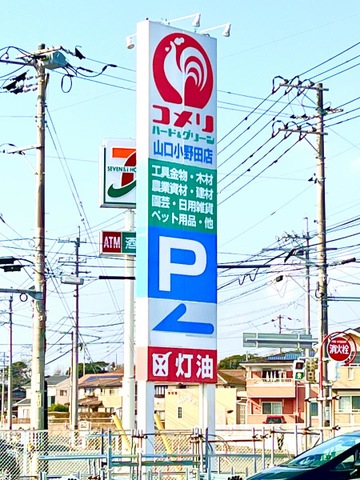 コメリ
ハード&グリーン
山口小野田店
工具金物・木材
農業資材・建材
園芸・日用雑貨
ペット用品・他
P
灯油
SEVEN & i HO
ATM
酒
消火栓